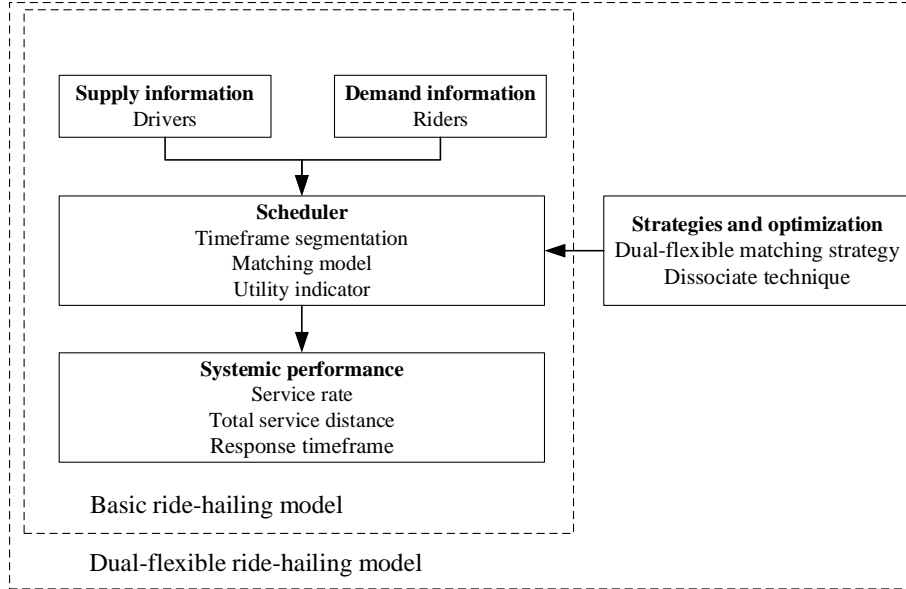 Supply information
Drivers
Demand information
Riders
Scheduler
Timeframe segmentation
Matching model
Utility indicator
Strategies and optimization
Dual-flexible matching strategy
Dissociate technique
Systemic performance
Service rate
Total service distance
Response timeframe
Basic ride-hailing model
Dual-flexible ride-hailing model